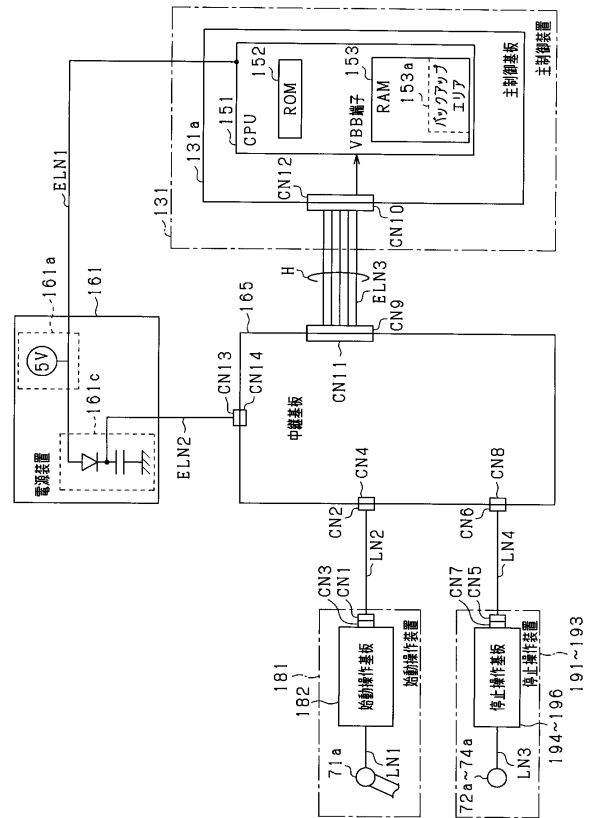 電源装置
161c
161a
161
5V
ELN1
ELN2
131
131a
151
CPU
152
ROM
153
RAM
153a
バックアップ
エリア
VBB端子
主制御基板
主制御装置
CN12
CN10
H
ELN3
165
CN9
CN11
CN13
CN14
中継基板
CN2
CN4
CN6
CN8
LN2
LN4
181
182
CN3
CN1
始動操作基板
始動操作装置
71a
LN1
CN7
CN5
停止操作基板
停止操作装置
191~193
194~196
72a~74a
LN3